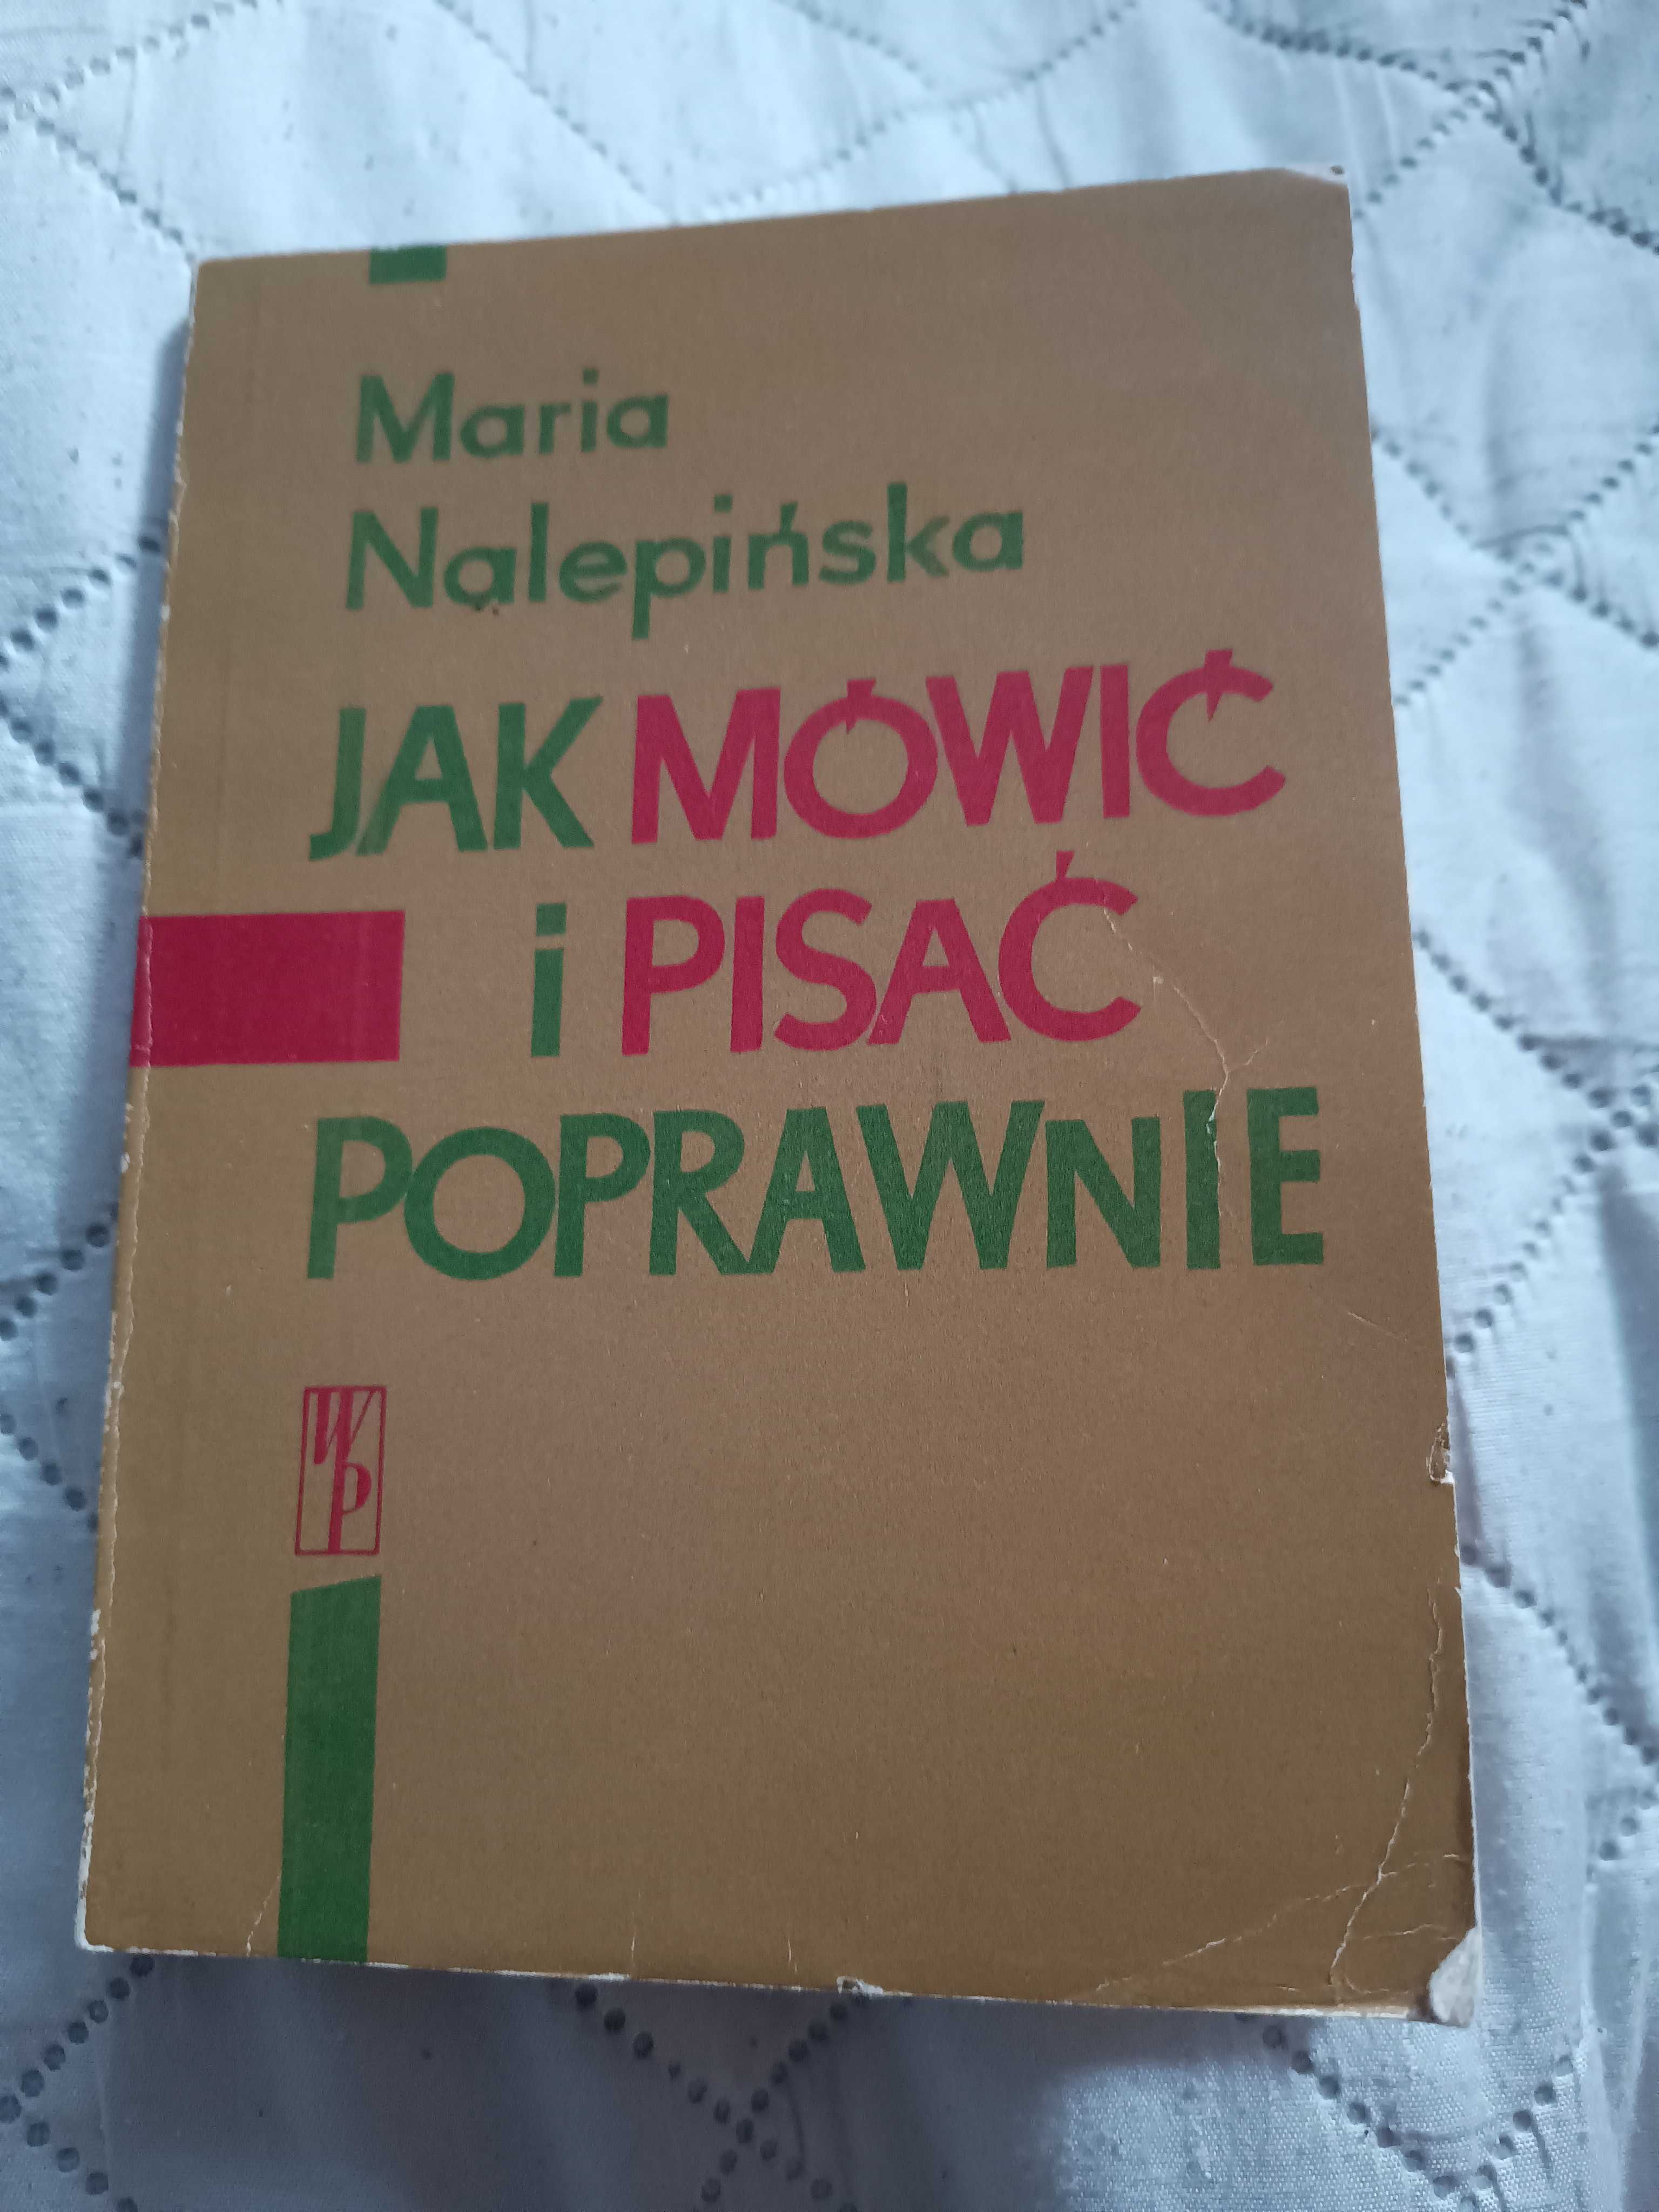 Maria
Nalepińska
JAK MÓWIĆ
i PISAĆ
POPRAWNIE
WP